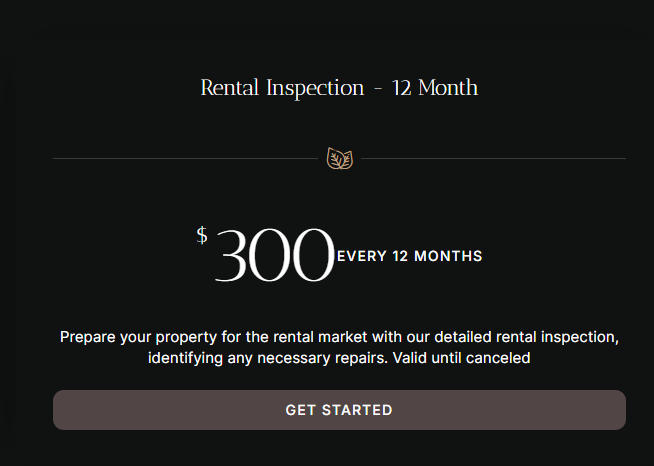 Rental Inspection - 12 Month
$300 EVERY 12 MONTHS
Prepare your property for the rental market with our detailed rental inspection,
identifying any necessary repairs. Valid until canceled
GET STARTED